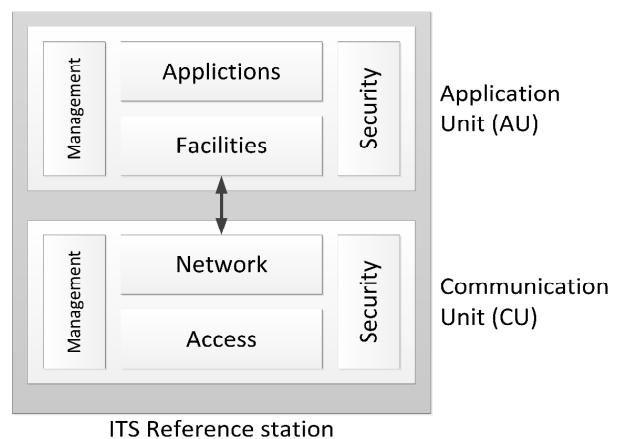 Management
Applictions
Facilities
Security
Application
Unit (AU)
Management
Network
Access
Security
Communication
Unit (CU)
ITS Reference station